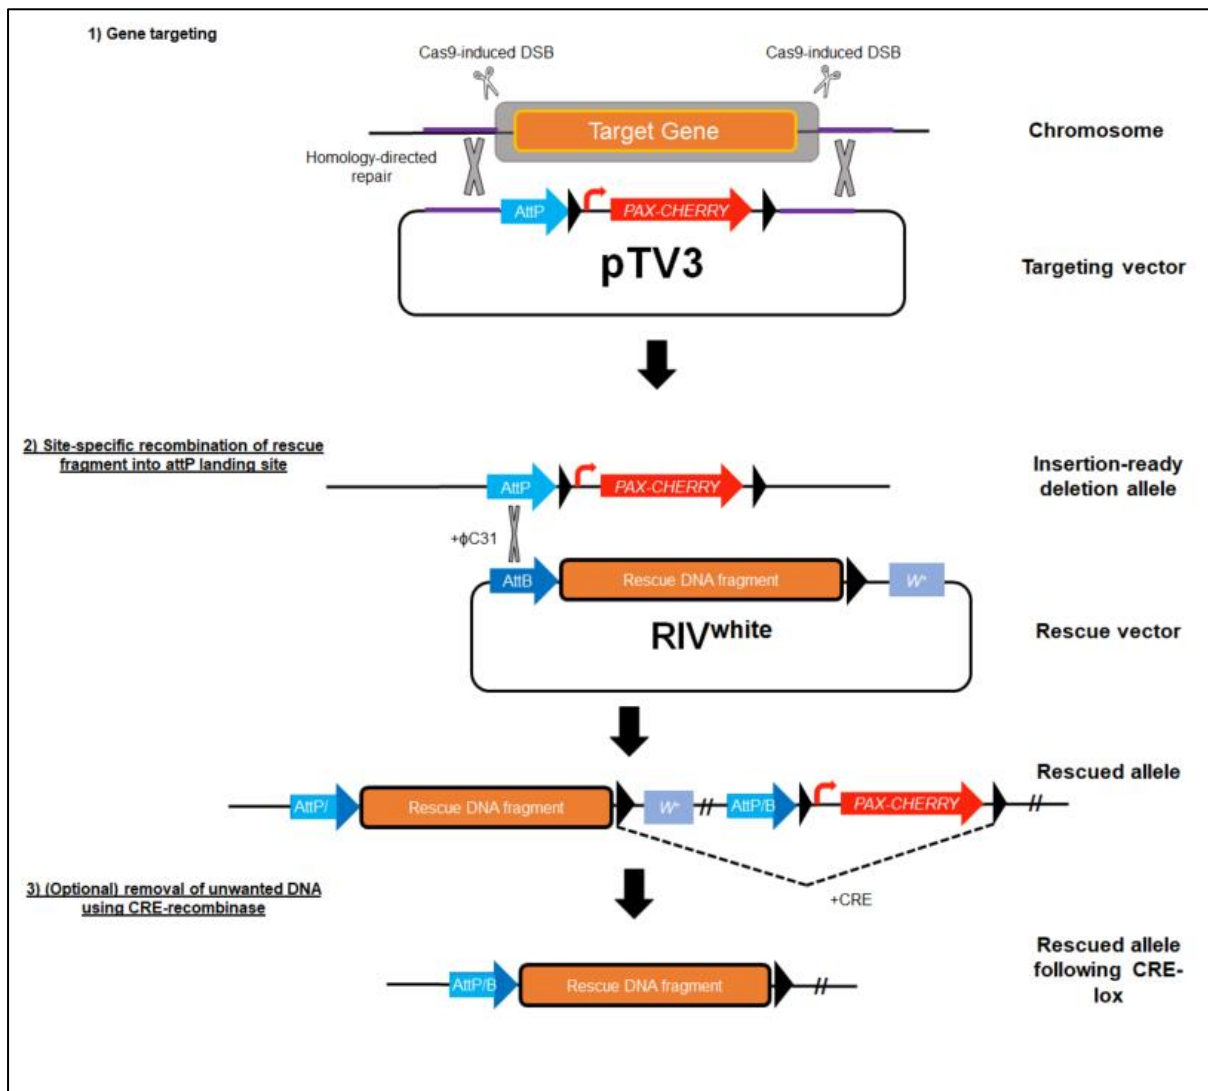 1) Gene targeting
Cas9-induced DSB
Cas9-induced DSB
Target Gene
Chromosome
Homology-directed
repair
AttP
PAX-CHERRY
pTV3
Targeting vector
2) Site-specific recombination of rescue
fragment into attP landing site
Insertion-ready
deletion allele
AttP
PAX-CHERRY
+ϕC31
AttB
Rescue DNA fragment
W⁺
RIVwhite
Rescue vector
Rescued allele
AttP/
Rescue DNA fragment
W⁺
//
AttP/B
PAX-CHERRY
//
3) (Optional) removal of unwanted DNA
using CRE-recombinase
+CRE
Rescued allele
following CRE-
lox
AttP/B
Rescue DNA fragment
//